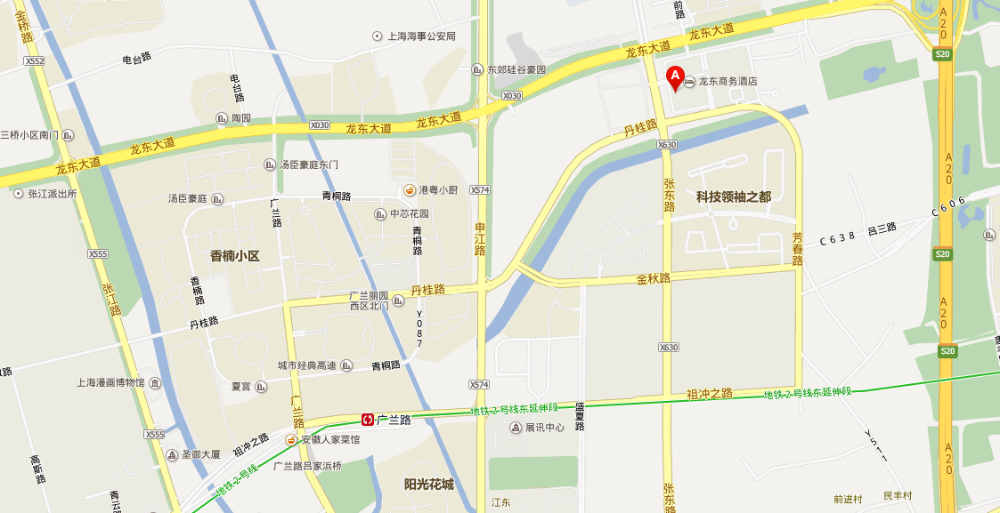 金桥路
前路
A20
上海海事公安局
龙东大道
龙东大道
S20
X552
电台路
东郊硅谷豪园
A
龙东商务酒店
电台路
X030
陶园
X030
龙东大道
龙东大道
丹桂路
三桥小区南门
龙东大道
X630
龙东大道
汤臣豪庭东门
A20
张江派出所
汤臣豪庭
青桐路
港粤小厨
X574
张东路
科技领袖之都
广兰路
中芯花园
C606
申江路
青桐路
吕三路
C638
芳春路
X555
香楠小区
S20
香楠路
张江路
丹桂路
金秋路
广兰丽园
西区北门
A20
丹桂路
Y087
X630
S20
城市经典高迪
青桐路
上海漫画博物馆
夏宫
X574
祖冲之路
地铁2号线东延伸段
广兰路
广兰路
地铁2号线东延伸段
盛夏路
展讯中心
X555
安徽人家菜馆
祖冲之路
圣御大厦
Y511
高斯路
广兰路吕家浜桥
A20
地铁2号线
阳光花城
张东路
青云路
江东
前进村
民丰村